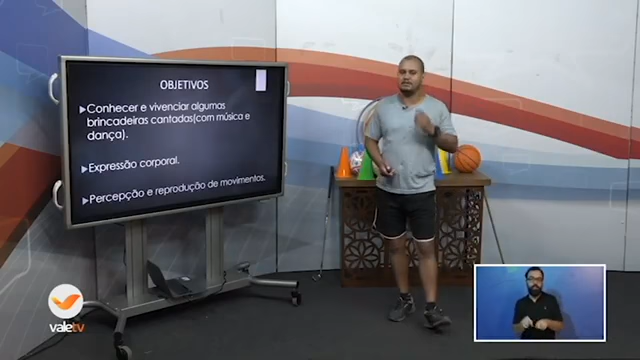 OBJETIVOS
Conhecer e vivenciar algumas
brincadeiras cantadas(com música e
dança).
Expressão corporal.
Percepção e reprodução de movimentos.
valetv